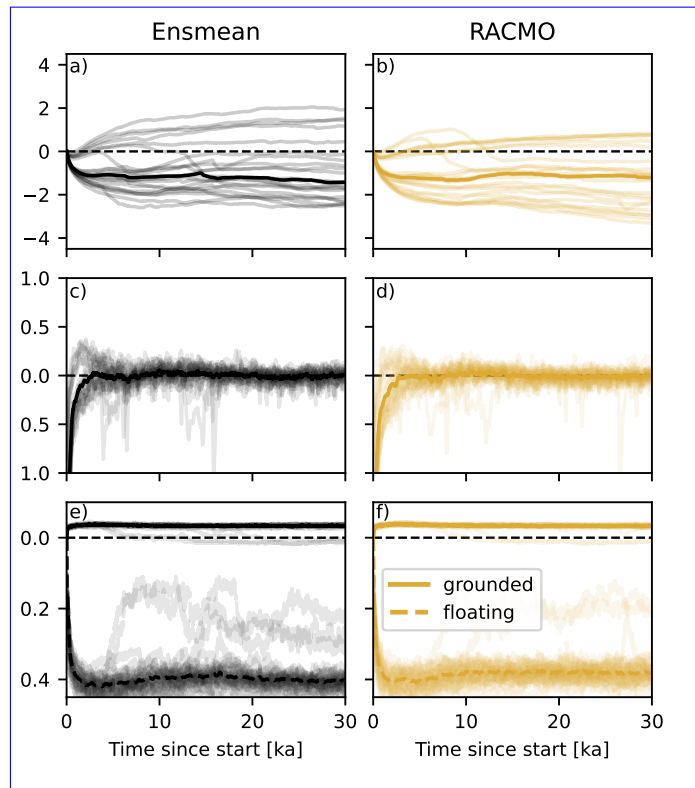 Ensmean RACMO
a) b)
4
2
0
−2
−4
c) d)
1.0
0.5
0.0
0.5
1.0
e) f)
0.0
0.2
0.4
grounded
floating
0 10 20 30 0 10 20 30
Time since start [ka] Time since start [ka]